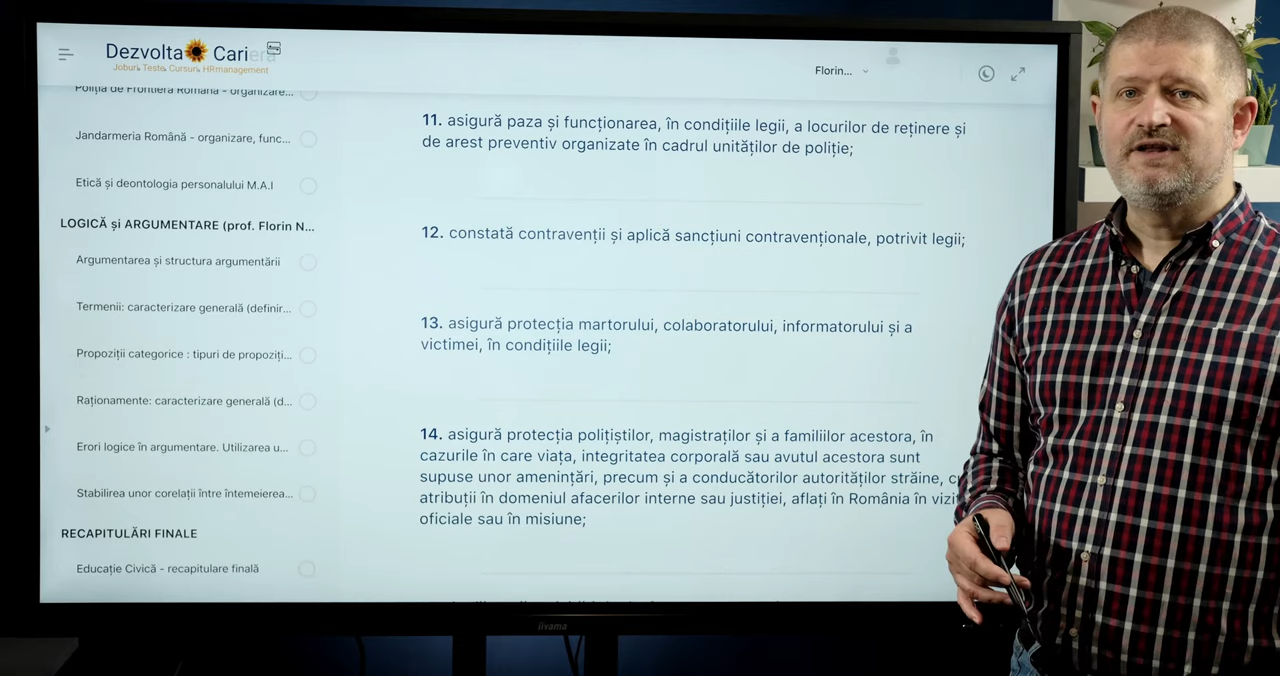 Dezvolta Cariera
Joburi, Teste, Cursuri, HRmanagement
Florin...
Poliția de Frontieră Română - organizare...
Jandarmeria Română - organizare, func...
Etică și deontologia personalului M.A.I
LOGICĂ și ARGUMENTARE (prof. Florin N...
Argumentarea și structura argumentării
Termenii: caracterizare generală (definir...
Propoziții categorice : tipuri de propoziți...
Raționamente: caracterizare generală (d...
Erori logice în argumentare. Utilizarea u...
Stabilirea unor corelații între întemeierea...
RECAPITULĂRI FINALE
Educație Civică - recapitulare finală
11. asigură paza și funcționarea, în condițiile legii, a locurilor de reținere și
de arest preventiv organizate în cadrul unităților de poliție;
12. constată contravenții și aplică sancțiuni contravenționale, potrivit legii;
13. asigură protecția martorului, colaboratorului, informatorului și a
victimei, în condițiile legii;
14. asigură protecția polițiștilor, magistraților și a familiilor acestora, în
cazurile în care viața, integritatea corporală sau avutul acestora sunt
supuse unor amenințări, precum și a conducătorilor autorităților străine, c
atribuții în domeniul afacerilor interne sau justiției, aflați în România în vizit
oficiale sau în misiune;
iiyama